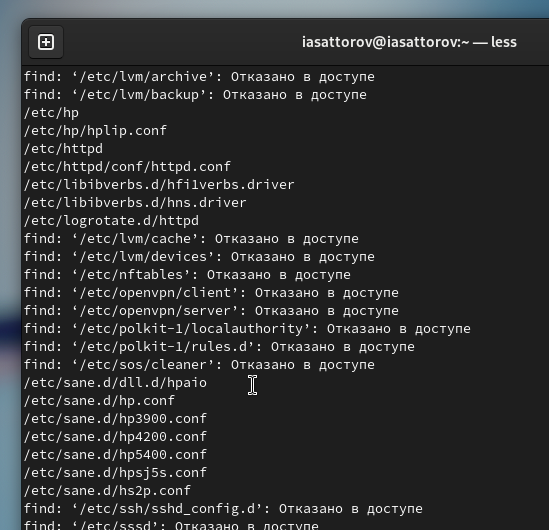 iasattorov@iasattorov:~ — less
find: ‘/etc/lvm/archive’: Отказано в доступе
find: ‘/etc/lvm/backup’: Отказано в доступе
/etc/hp
/etc/hp/hplip.conf
/etc/httpd
/etc/httpd/conf/httpd.conf
/etc/libibverbs.d/hfi1verbs.driver
/etc/libibverbs.d/hns.driver
/etc/logrotate.d/httpd
find: ‘/etc/lvm/cache’: Отказано в доступе
find: ‘/etc/lvm/devices’: Отказано в доступе
find: ‘/etc/nftables’: Отказано в доступе
find: ‘/etc/openvpn/client’: Отказано в доступе
find: ‘/etc/openvpn/server’: Отказано в доступе
find: ‘/etc/polkit-1/localauthority’: Отказано в доступе
find: ‘/etc/polkit-1/rules.d’: Отказано в доступе
find: ‘/etc/sos/cleaner’: Отказано в доступе
/etc/sane.d/dll.d/hpaio
/etc/sane.d/hp.conf
/etc/sane.d/hp3900.conf
/etc/sane.d/hp4200.conf
/etc/sane.d/hp5400.conf
/etc/sane.d/hpsj5s.conf
/etc/sane.d/hs2p.conf
find: ‘/etc/ssh/sshd_config.d’: Отказано в доступе
find: ‘/etc/sssd’: Отказано в доступе